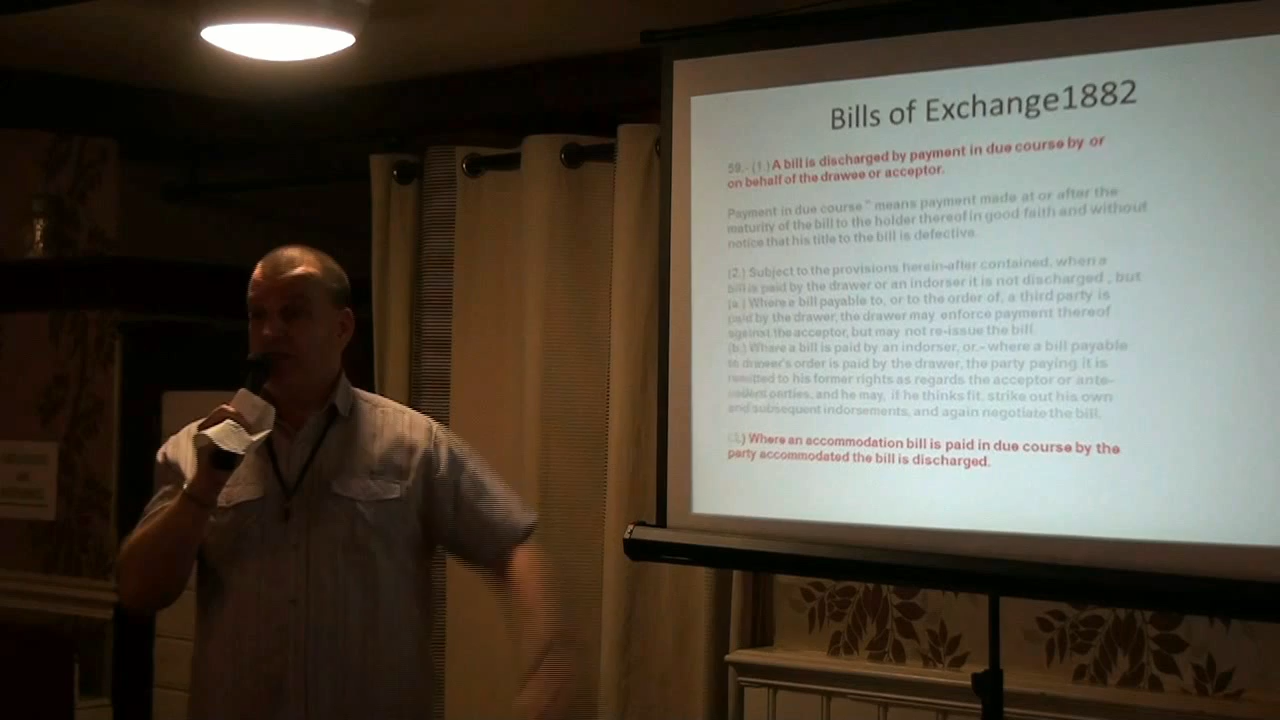 Bills of Exchange1882
59.- (1.) A bill is discharged by payment in due course by or
on behalf of the drawee or acceptor.
Payment in due course " means payment made at or after the
maturity of the bill to the holder thereof in good faith and without
notice that his title to the bill is defective.
(2.) Subject to the provisions herein-after contained, when a
bill is paid by the drawer or an indorser it is not discharged , but
(a.) Where a bill payable to, or to the order of, a third party is
paid by the drawer, the drawer may enforce payment thereof
against the acceptor, but may not re-issue the bill.
(b.) Where a bill is paid by an indorser, or.- where a bill payable
to drawer's order is paid by the drawer, the party paying it is
remitted to his former rights as regards the acceptor or ante-
parties, and he may, if he thinks fit, strike out his own
and subsequent indorsements, and again negotiate the bill.
) Where an accommodation bill is paid in due course by the
party accommodated the bill is discharged.